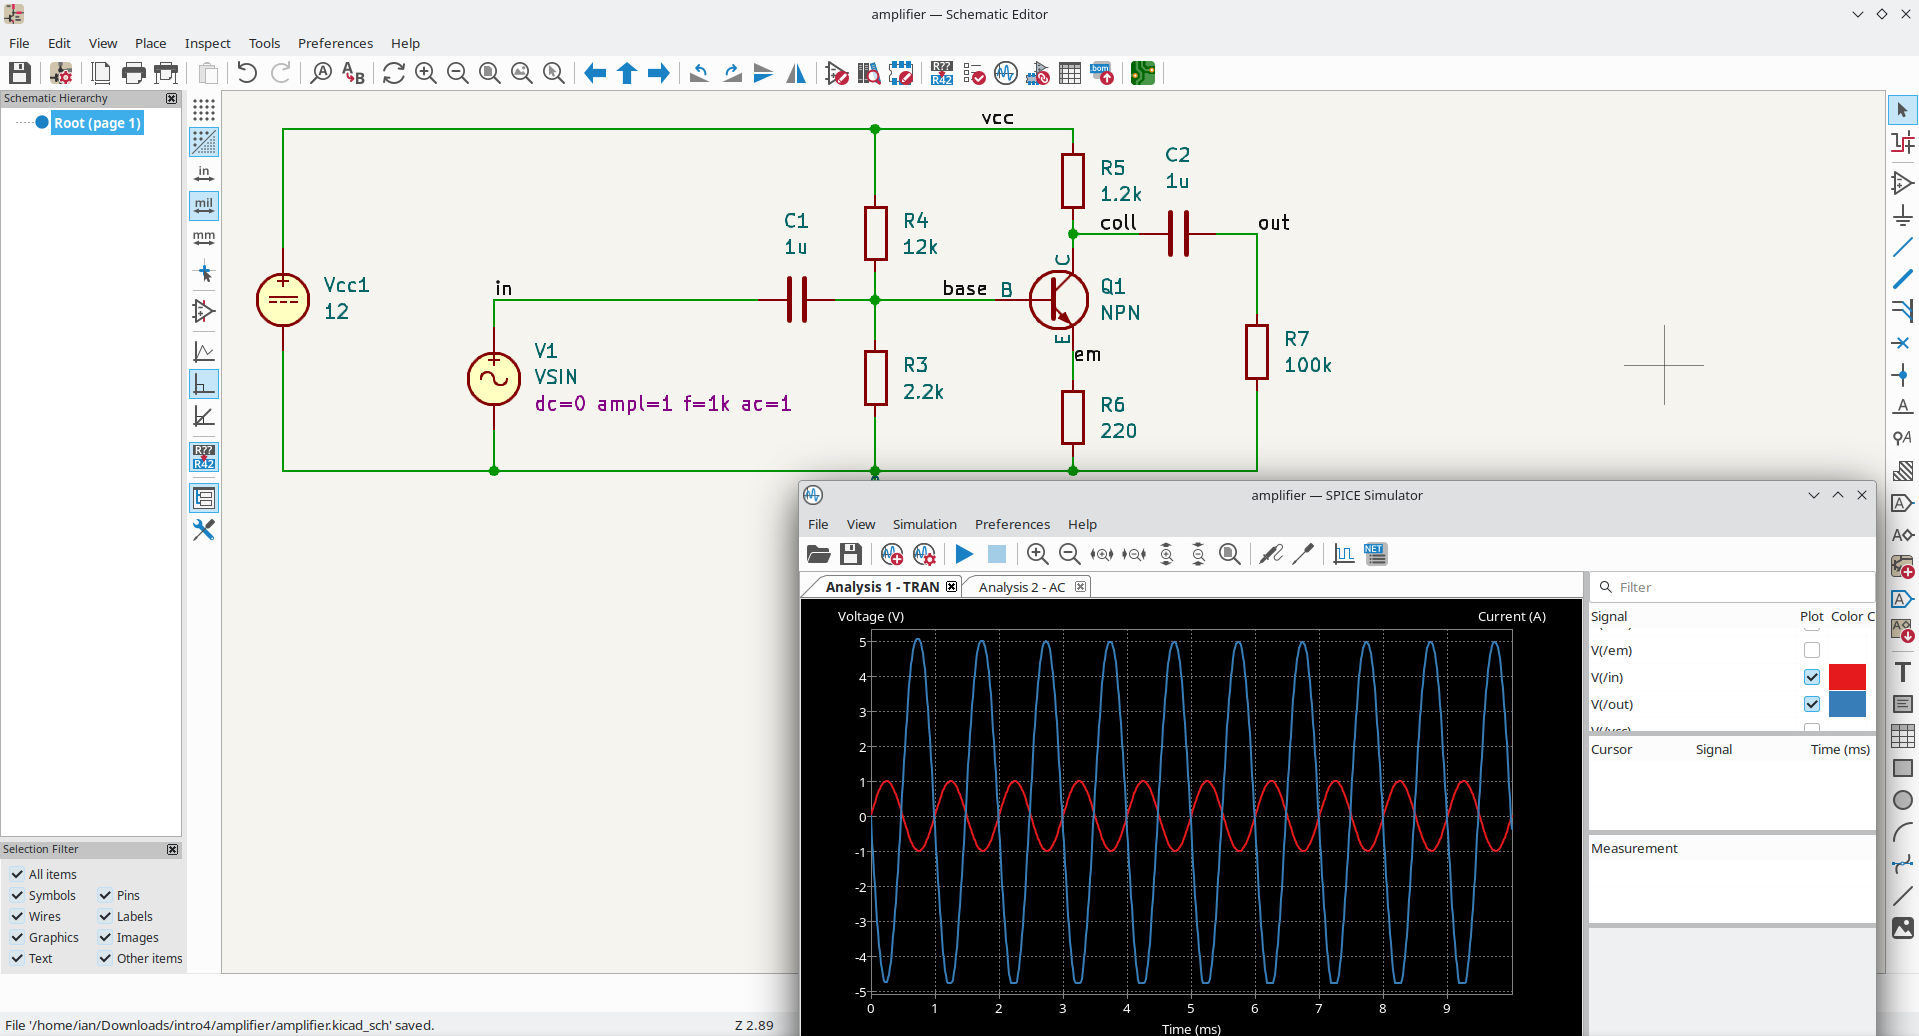 amplifier — Schematic Editor
File Edit View Place Inspect Tools Preferences Help
Schematic Hierarchy
Root (page 1)
in
mil
mm
R??
R42
vcc
R5
1.2k
C2
1u
C1
1u
R4
12k
coll
out
Vcc1
12
in
base
B
C
E
Q1
NPN
em
V1
VSIN
dc=0 ampl=1 f=1k ac=1
R3
2.2k
R6
220
R7
100k
amplifier — SPICE Simulator
File View Simulation Preferences Help
NET
Analysis 1 - TRAN
Analysis 2 - AC
Voltage (V)
Current (A)
5
4
3
2
1
0
-1
-2
-3
-4
-5
0 1 2 3 4 5 6 7 8 9
Time (ms)
Filter
Signal Plot Color C
V(/em)
V(/in)
V(/out)
Cursor Signal Time (ms)
Measurement
Selection Filter
All items
Symbols Pins
Wires Labels
Graphics Images
Text Other items
File '/home/ian/Downloads/intro4/amplifier/amplifier.kicad_sch' saved.
Z 2.89